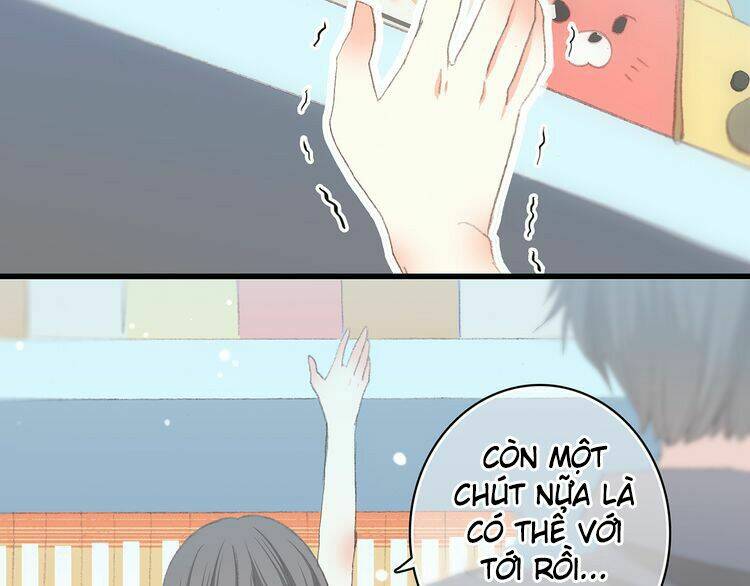 CÒN MỘT
CHÚT NỮA LÀ
CÓ THỂ VỚI
TỚI RỒI...